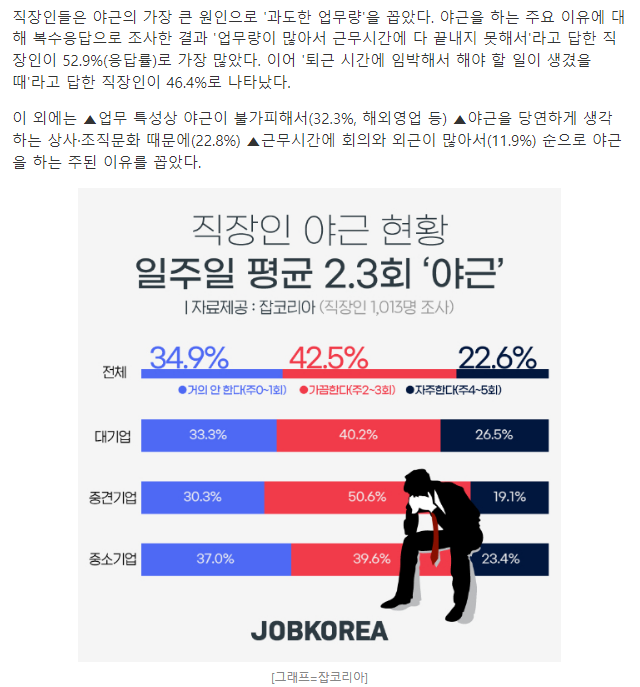 직장인들은 야근의 가장 큰 원인으로 '과도한 업무량'을 꼽았다. 야근을 하는 주요 이유에 대
해 복수응답으로 조사한 결과 '업무량이 많아서 근무시간에 다 끝내지 못해서'라고 답한 직
장인이 52.9%(응답률)로 가장 많았다. 이어 '퇴근 시간에 임박해서 해야 할 일이 생겼을
때'라고 답한 직장인이 46.4%로 나타났다.
이 외에는 ▲업무 특성상 야근이 불가피해서(32.3%, 해외영업 등) ▲야근을 당연하게 생각
하는 상사·조직문화 때문에(22.8%) ▲근무시간에 회의와 외근이 많아서(11.9%) 순으로 야근
을 하는 주된 이유를 꼽았다.
직장인 야근 현황
일주일 평균 2.3회 ‘야근’
| 자료제공 : 잡코리아 (직장인 1,013명 조사)
전체 34.9% 42.5% 22.6%
●거의 안 한다(주0~1회) ●가끔한다(주2~3회) ●자주한다(주4~5회)
대기업 33.3% 40.2% 26.5%
중견기업 30.3% 50.6% 19.1%
중소기업 37.0% 39.6% 23.4%
JOBKOREA
[그래프=잡코리아]